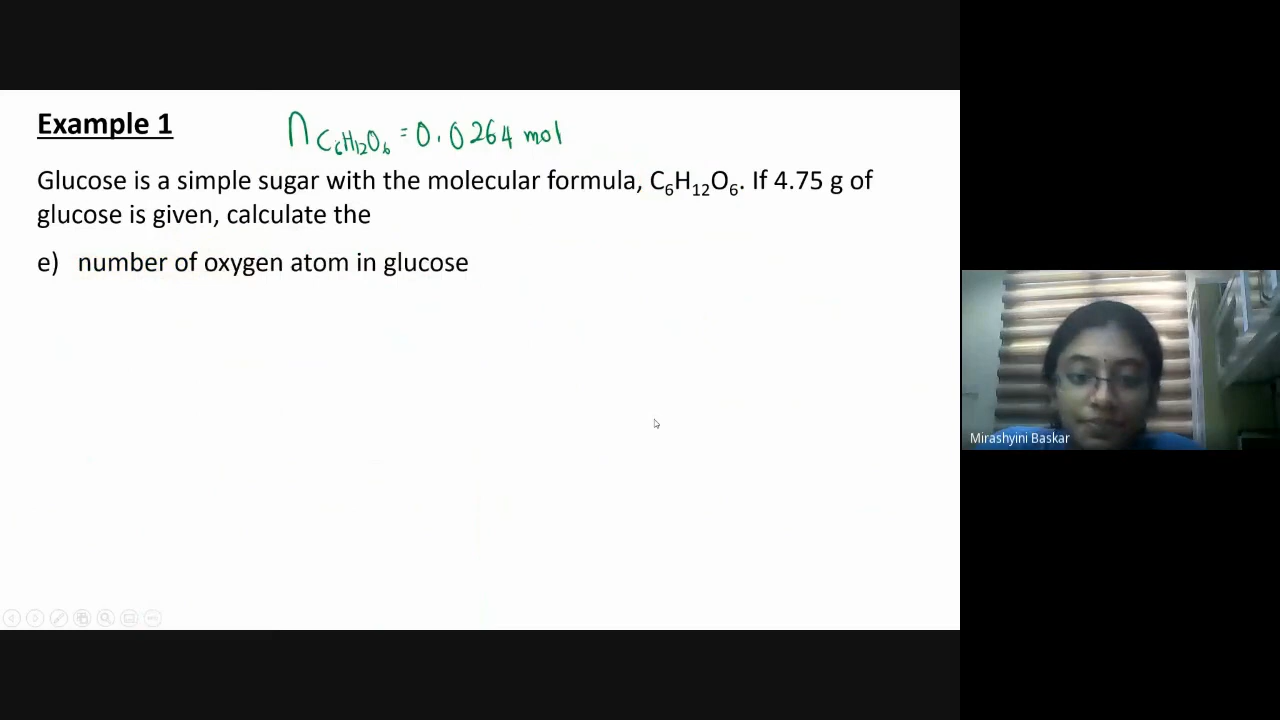 Example 1
n C₆H₁₂O₆ = 0.0264 mol
Glucose is a simple sugar with the molecular formula, C₆H₁₂O₆. If 4.75 g of
glucose is given, calculate the
e) number of oxygen atom in glucose
Mirashyini Baskar